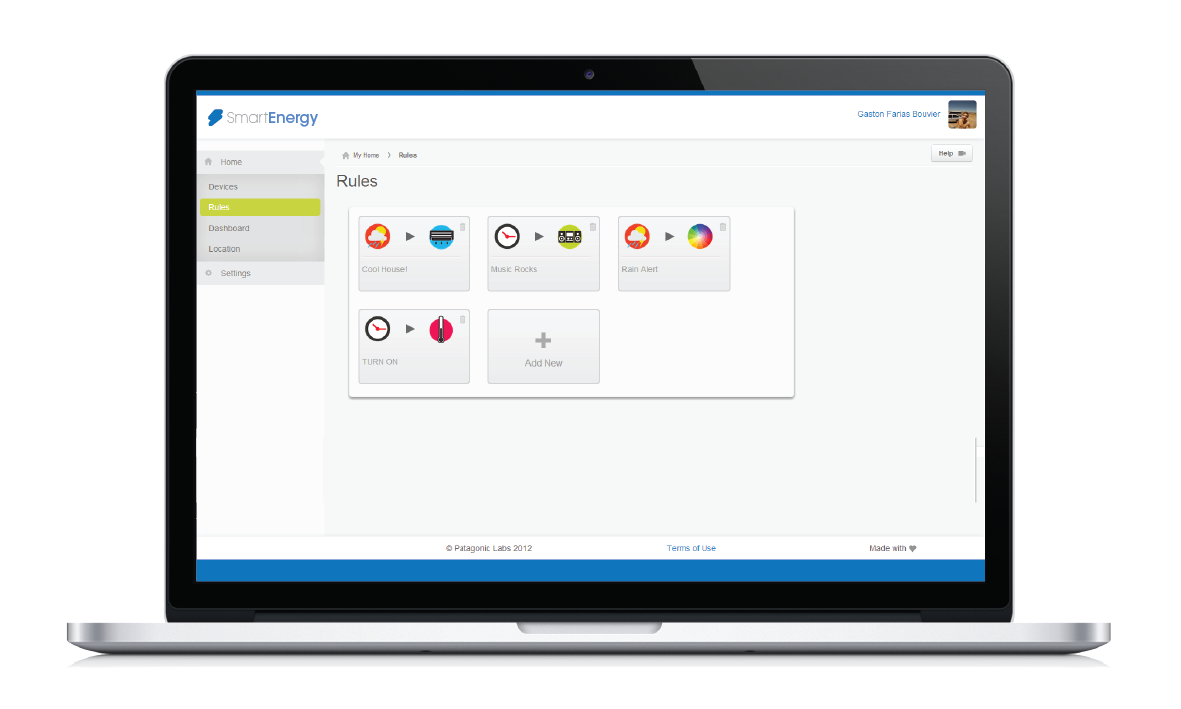 SmartEnergy
Gaston Farias Bouvier
Home
Devices
Rules
Dashboard
Location
Settings
My Home > Rules
Help
Rules
Cool House!
Music Rocks
Rain Alert
TURN ON
Add New
© Patagonic Labs 2012
Terms of Use
Made with